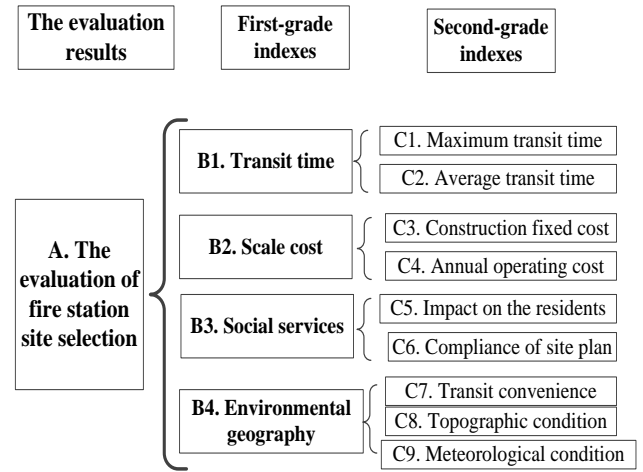 The evaluation
results
First-grade
indexes
Second-grade
indexes
A. The
evaluation of
fire station
site selection
B1. Transit time
C1. Maximum transit time
C2. Average transit time
B2. Scale cost
C3. Construction fixed cost
C4. Annual operating cost
B3. Social services
C5. Impact on the residents
C6. Compliance of site plan
B4. Environmental
geography
C7. Transit convenience
C8. Topographic condition
C9. Meteorological condition